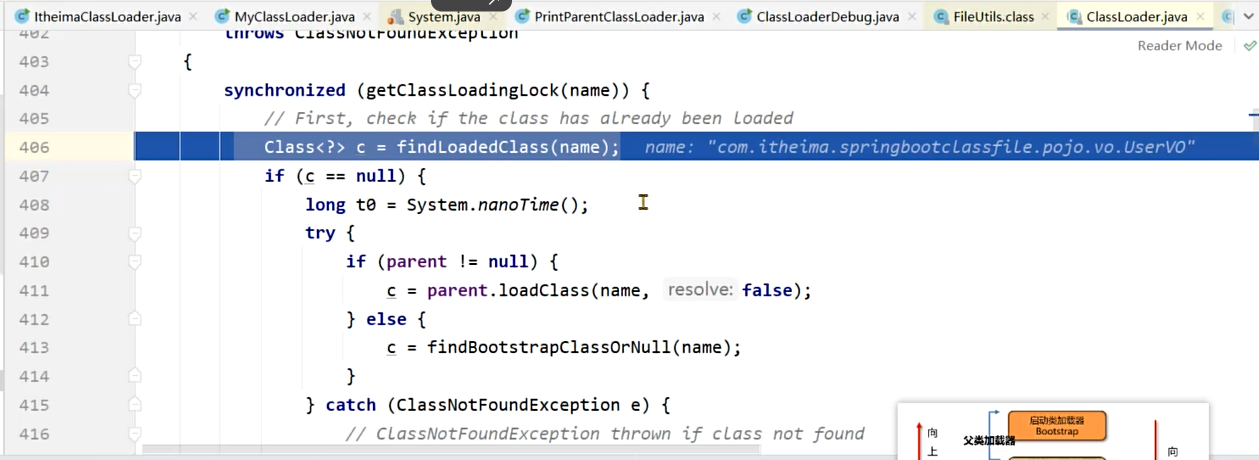 ItheimaClassLoader.java × MyClassLoader.java × System.java × PrintParentClassLoader.java × ClassLoaderDebug.java × FileUtils.class × ClassLoader.java ×
Reader Mode
402 throws ClassNotFoundException
403 {
404 synchronized (getClassLoadingLock(name)) {
405 // First, check if the class has already been loaded
406 Class<?> c = findLoadedClass(name); name: "com.itheima.springbootclassfile.pojo.vo.UserVO"
407 if (c == null) {
408 long t0 = System.nanoTime();
409 try {
410 if (parent != null) {
411 c = parent.loadClass(name, resolve: false);
412 } else {
413 c = findBootstrapClassOrNull(name);
414 }
415 } catch (ClassNotFoundException e) {
416 // ClassNotFoundException thrown if class not found
启动类加载器
Bootstrap
父类加载器
向
上
向